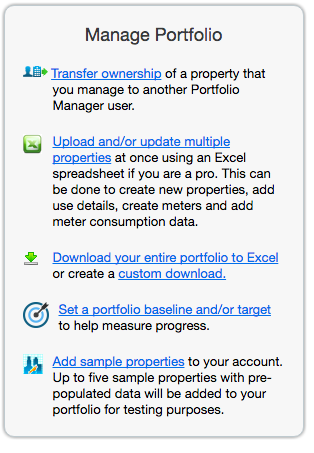 Manage Portfolio
Transfer ownership of a property that
you manage to another Portfolio
Manager user.
Upload and/or update multiple
properties at once using an Excel
spreadsheet if you are a pro. This can
be done to create new properties, add
use details, create meters and add
meter consumption data.
Download your entire portfolio to Excel
or create a custom download.
Set a portfolio baseline and/or target
to help measure progress.
Add sample properties to your account.
Up to five sample properties with pre-
populated data will be added to your
portfolio for testing purposes.